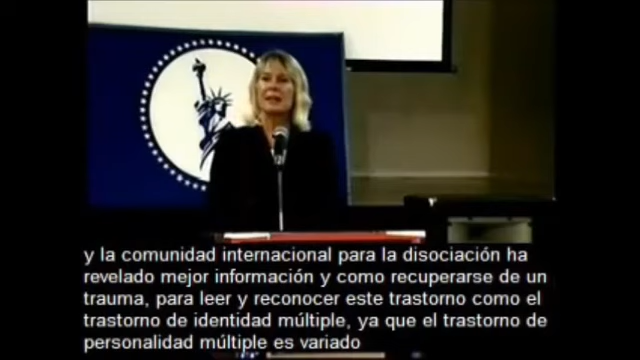 y la comunidad internacional para la disociación ha
revelado mejor información y como recuperarse de un
trauma, para leer y reconocer este trastorno como el
trastorno de identidad múltiple, ya que el trastorno de
personalidad múltiple es variado